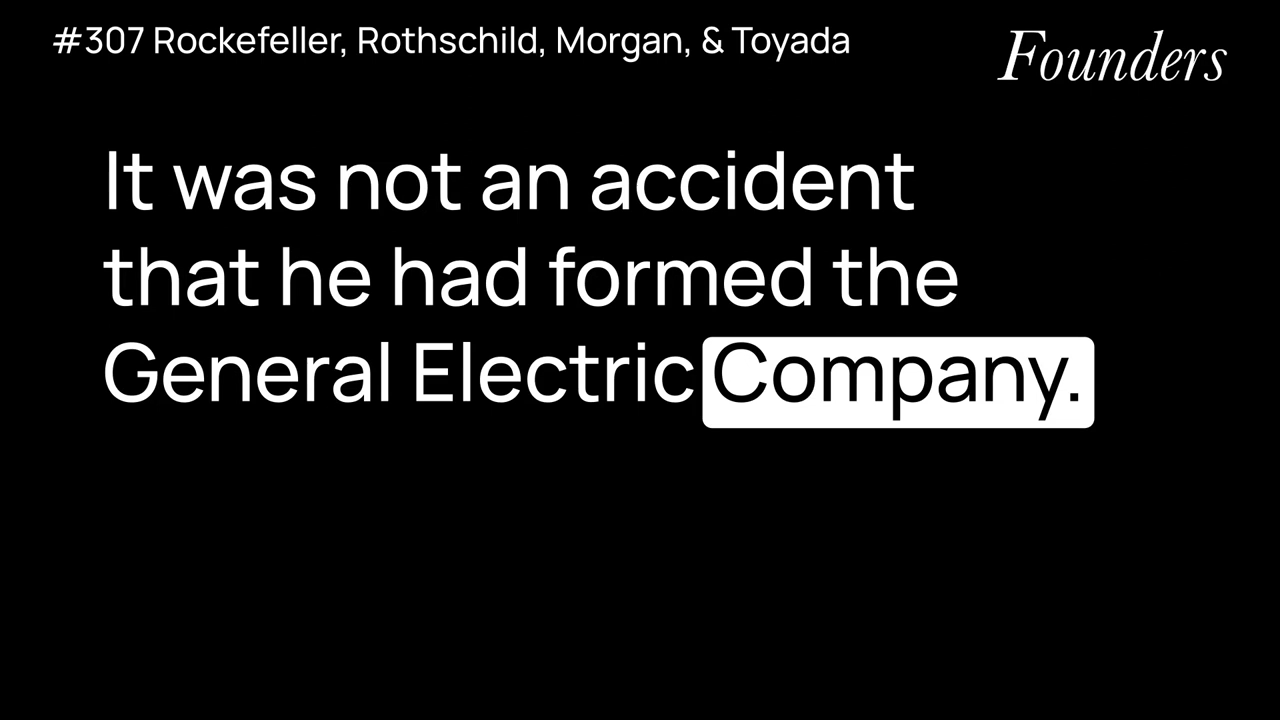 #307 Rockefeller, Rothschild, Morgan, & Toyada
Founders
It was not an accident
that he had formed the
General Electric Company.